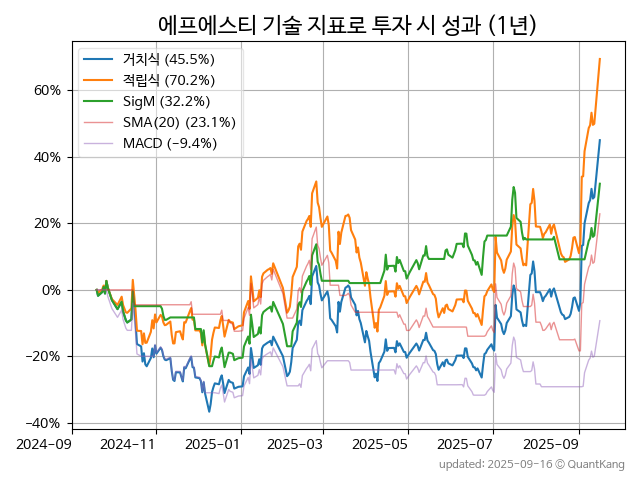 에프에스티 기술 지표로 투자 시 성과 (1년)
거치식 (45.5%)
적립식 (70.2%)
SigM (32.2%)
SMA(20) (23.1%)
MACD (-9.4%)
60%
40%
20%
0%
−20%
−40%
2024-09
2024-11
2025-01
2025-03
2025-05
2025-07
2025-09
updated: 2025-09-16 © QuantKang